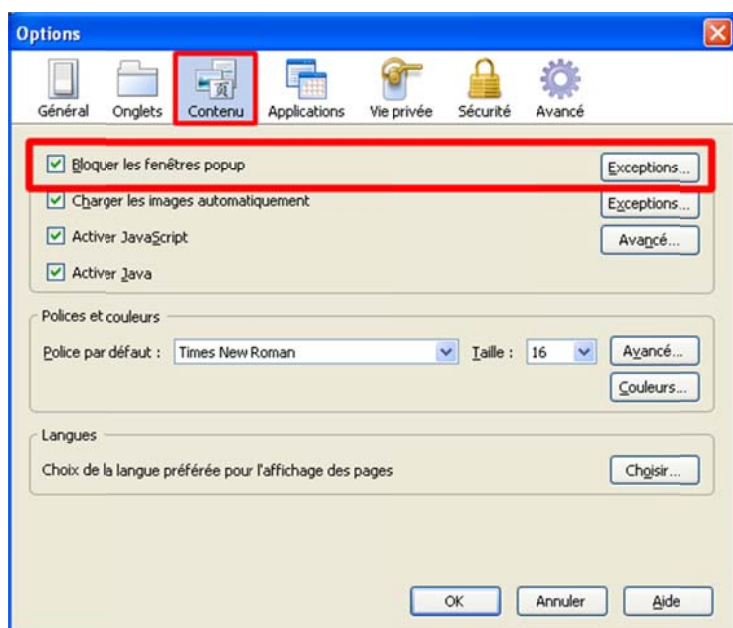 Options
Général Onglets Contenu Applications Vie privée Sécurité Avancé
Bloquer les fenêtres popup Exceptions...
Charger les images automatiquement Exceptions...
Activer JavaScript Avancé...
Activer Java
Polices et couleurs
Police par défaut : Times New Roman Taille : 16 Avancé...
Couleurs...
Langues
Choix de la langue préférée pour l'affichage des pages Choisir...
OK Annuler Aide